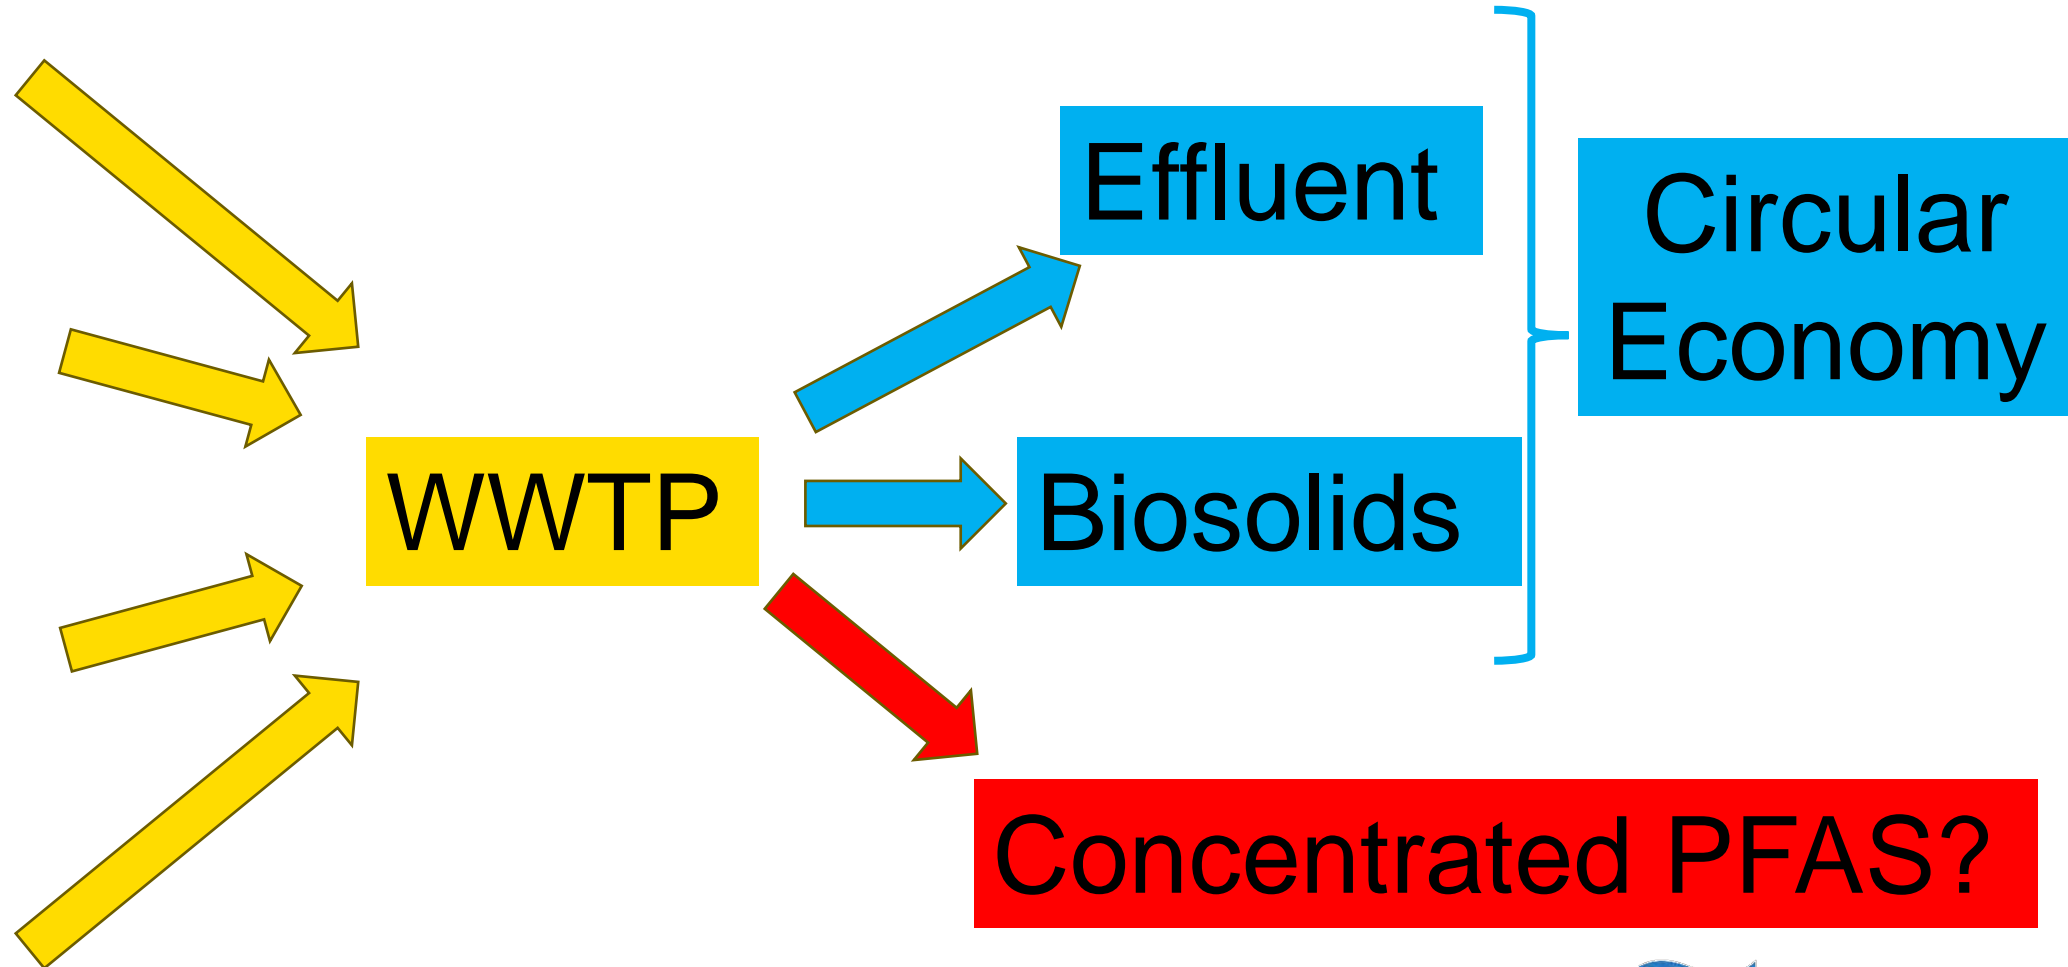 Effluent
Circular
Economy
WWTP
Biosolids
Concentrated PFAS?